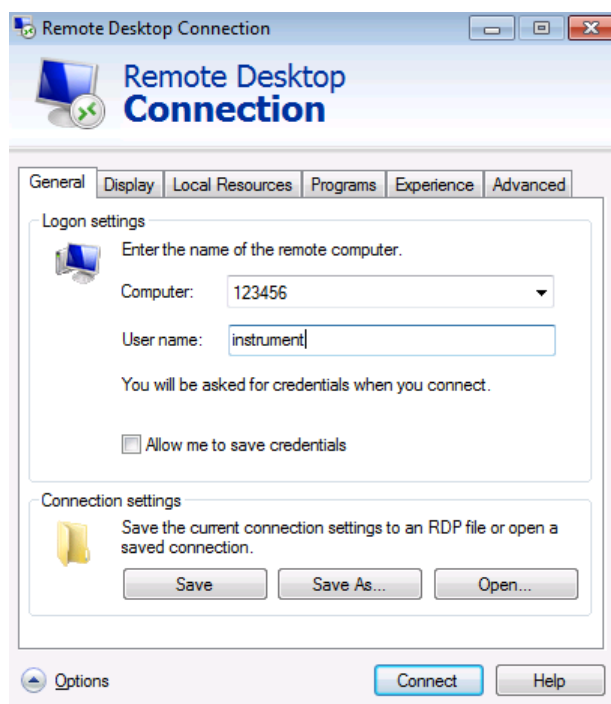 Remote Desktop Connection
Remote Desktop
Connection
General Display Local Resources Programs Experience Advanced
Logon settings
Enter the name of the remote computer.
Computer: 123456
User name: instrument
You will be asked for credentials when you connect.
Allow me to save credentials
Connection settings
Save the current connection settings to an RDP file or open a
saved connection.
Save Save As... Open...
Options Connect Help